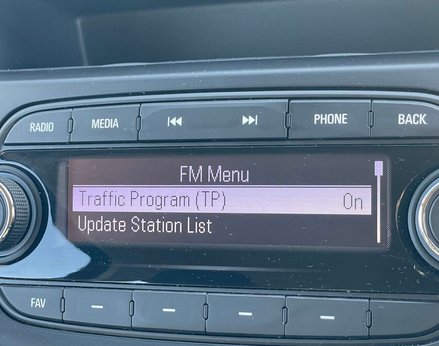 RADIO MEDIA PHONE BACK
FM Menu
Traffic Program (TP) On
Update Station List
FAV